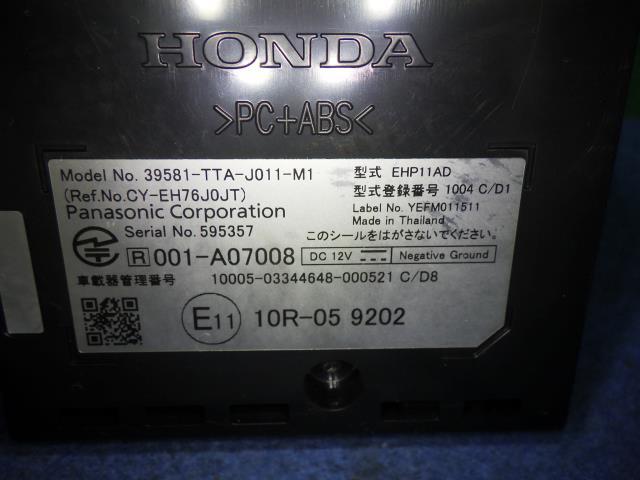 HONDA
>PC+ABS<
Model No. 39581-TTA-J011-M1 型式 EHP11AD
(Ref.No.CY-EH76J0JT) 型式登録番号 1004 C/D1
Panasonic Corporation Label No. YEFM011511
Made in Thailand
Serial No. 595357 このシールをはがさないでください。
R 001-A07008 DC 12V Negative Ground
車載器管理番号 10005-03344648-000521 C/D8
E11 10R-05 9202